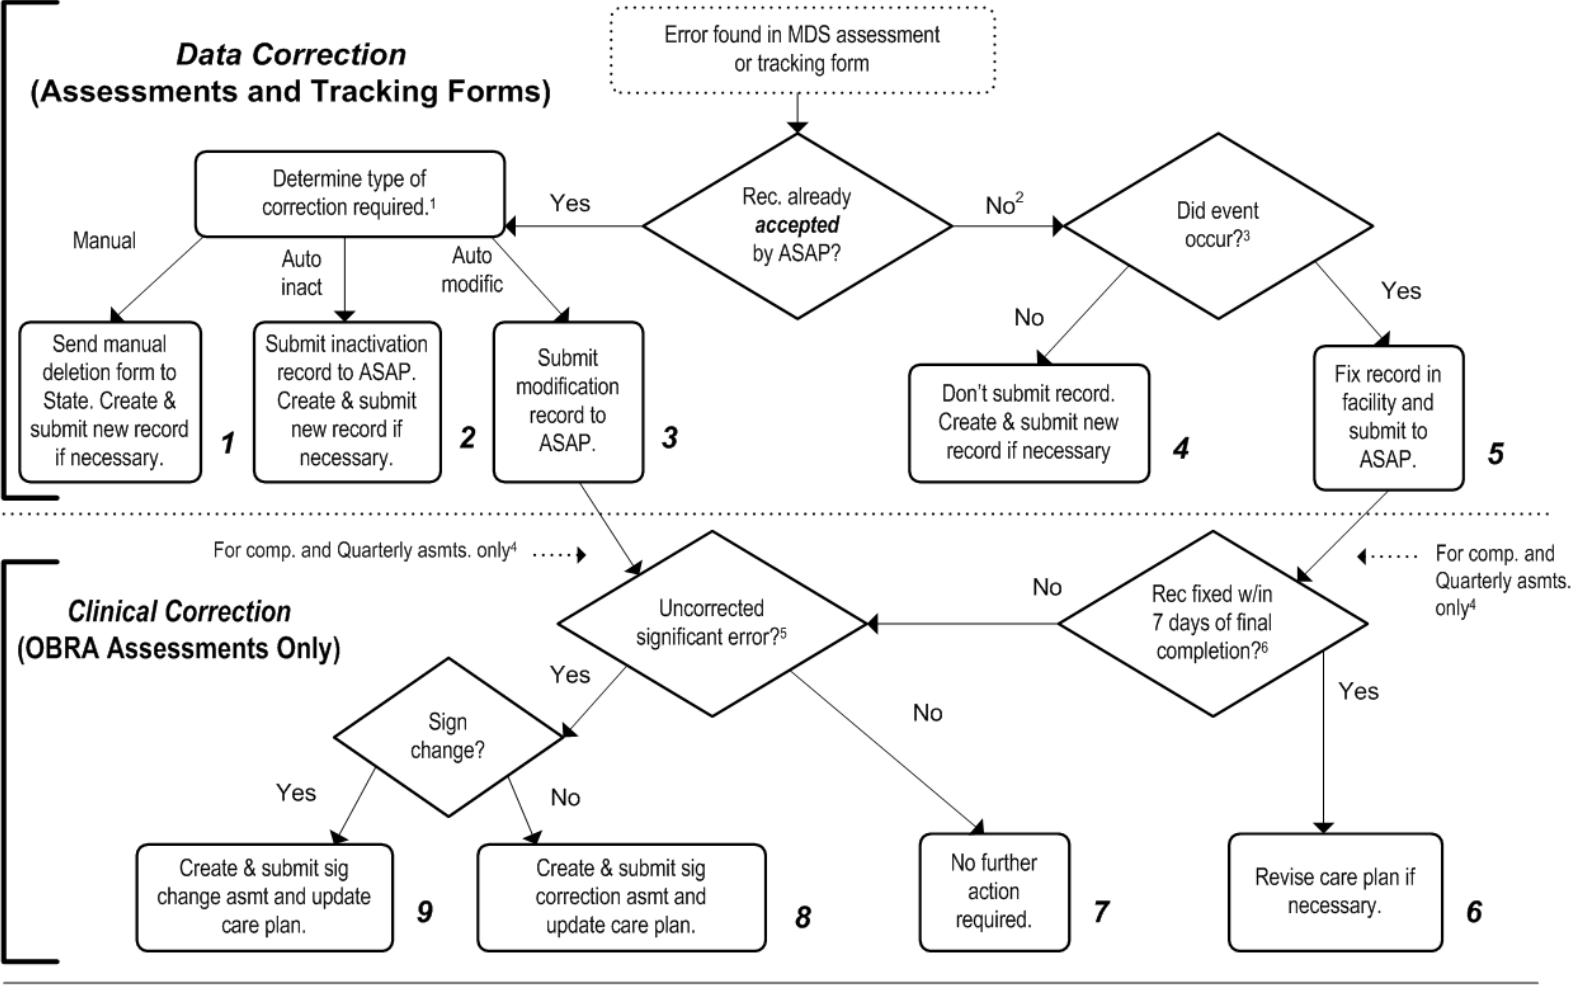 Data Correction
(Assessments and Tracking Forms)
Error found in MDS assessment
or tracking form
Determine type of
correction required.1
Yes
Rec. already
accepted
by ASAP?
No2
Did event
occur?3
Manual
Auto
inact
Auto
modific
No
Yes
Send manual
deletion form to
State. Create &
submit new record
if necessary.
1
Submit inactivation
record to ASAP.
Create & submit
new record if
necessary.
2
Submit
modification
record to
ASAP.
3
Don't submit record.
Create & submit new
record if necessary
4
Fix record in
facility and
submit to
ASAP.
5
For comp. and Quarterly asmts. only4
For comp. and
Quarterly asmts.
only4
Clinical Correction
(OBRA Assessments Only)
Uncorrected
significant error?5
No
Rec fixed w/in
7 days of final
completion?6
Yes
No
Yes
Sign
change?
Yes
No
Create & submit sig
change asmt and update
care plan.
9
Create & submit sig
correction asmt and
update care plan.
8
No further
action
required.
7
Revise care plan if
necessary.
6